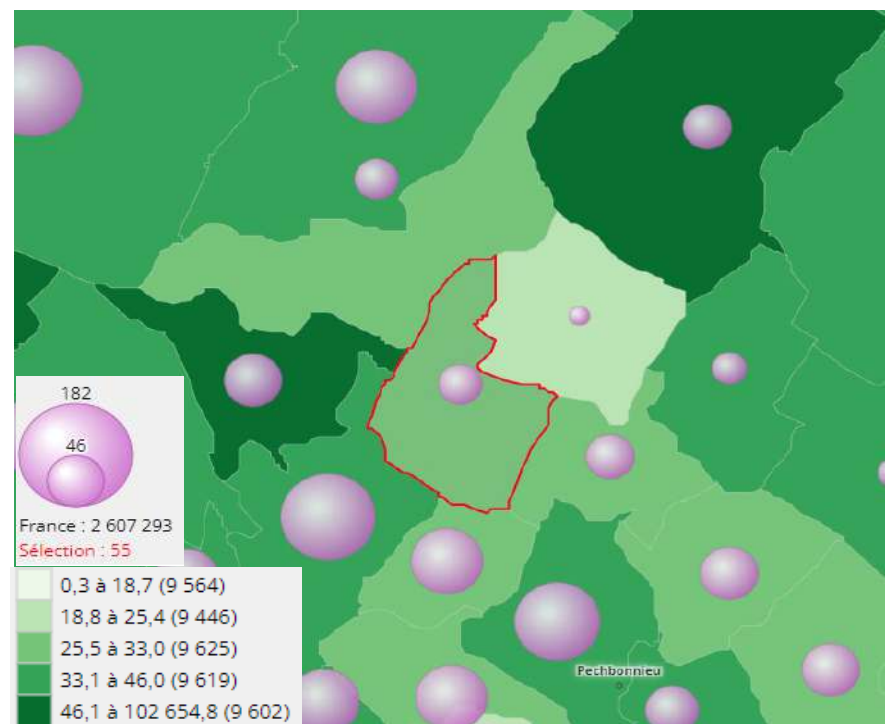 182
46
France : 2 607 293
Sélection : 55
0,3 à 18,7 (9 564)
18,8 à 25,4 (9 446)
25,5 à 33,0 (9 625)
33,1 à 46,0 (9 619)
46,1 à 102 654,8 (9 602)
Pechbonnieu